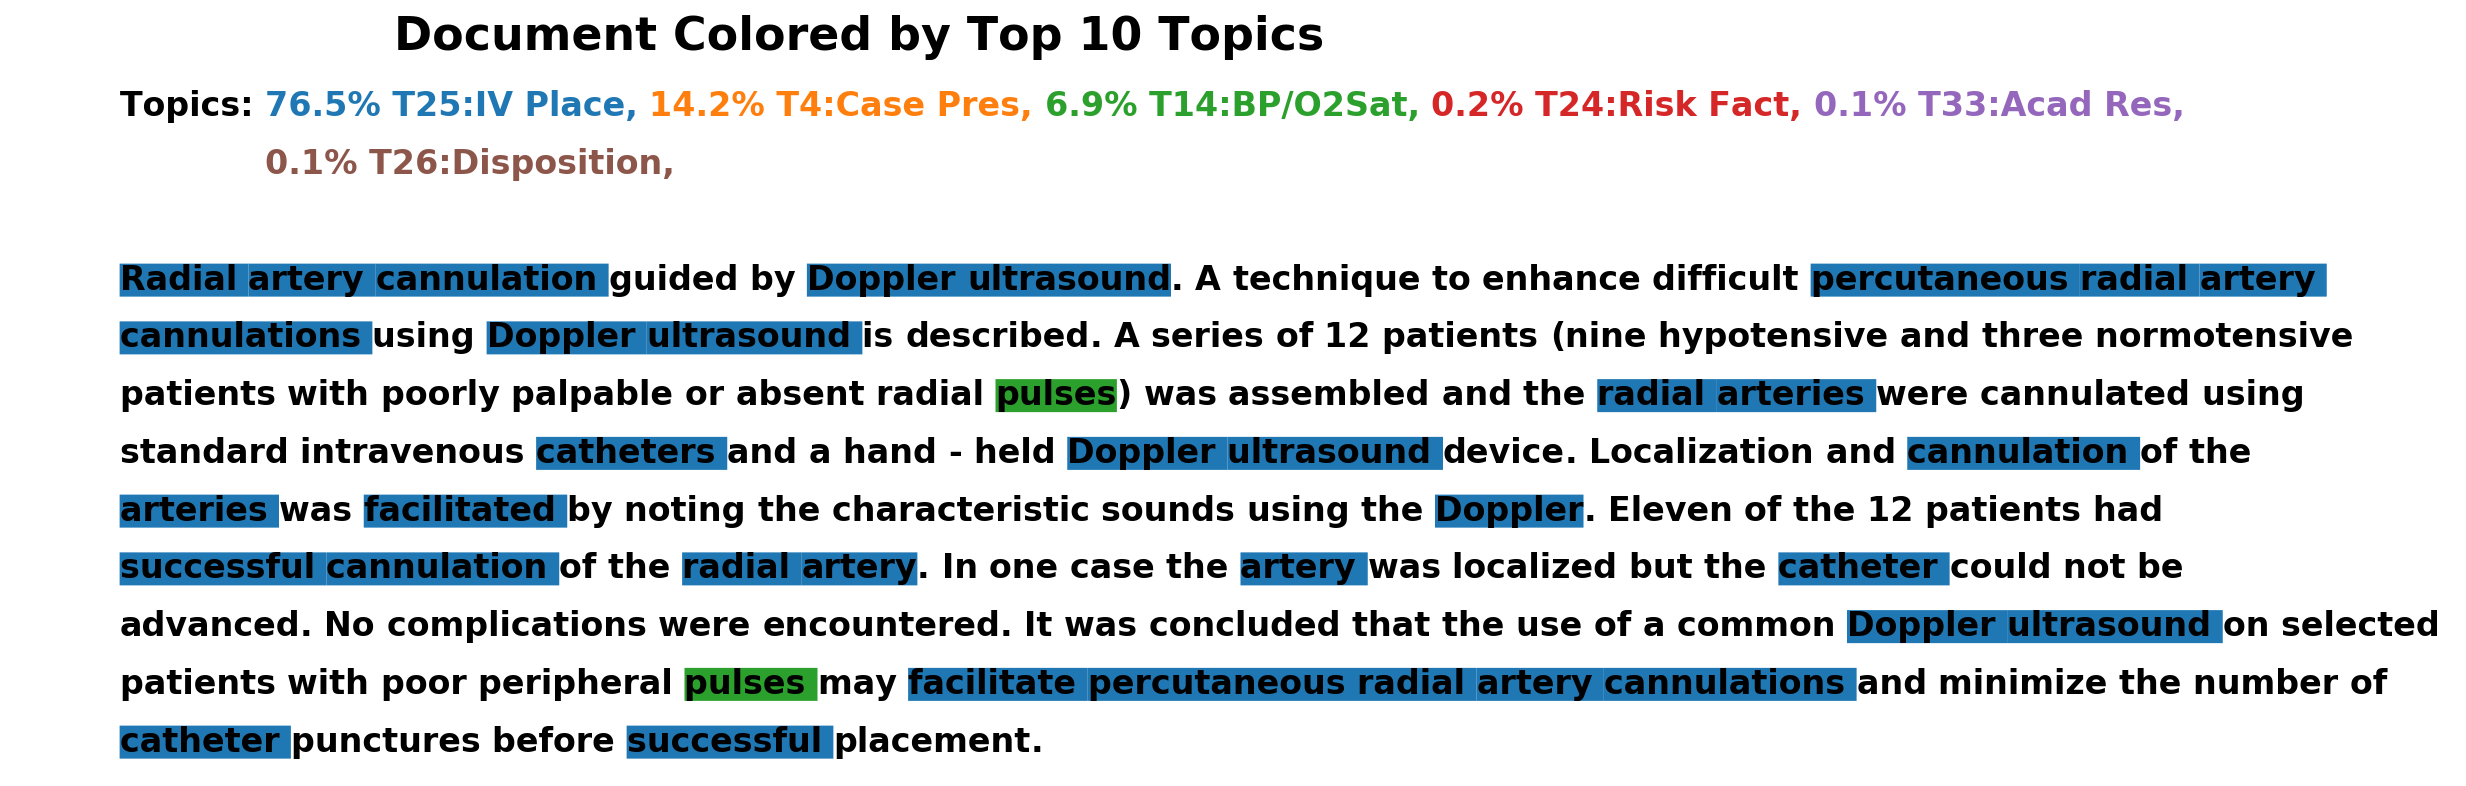 Document Colored by Top 10 Topics
Topics: 76.5% T25:IV Place, 14.2% T4:Case Pres, 6.9% T14:BP/O2Sat, 0.2% T24:Risk Fact, 0.1% T33:Acad Res,
0.1% T26:Disposition,
Radial artery cannulation guided by Doppler ultrasound. A technique to enhance difficult percutaneous radial artery
cannulations using Doppler ultrasound is described. A series of 12 patients (nine hypotensive and three normotensive
patients with poorly palpable or absent radial pulses) was assembled and the radial arteries were cannulated using
standard intravenous catheters and a hand - held Doppler ultrasound device. Localization and cannulation of the
arteries was facilitated by noting the characteristic sounds using the Doppler. Eleven of the 12 patients had
successful cannulation of the radial artery. In one case the artery was localized but the catheter could not be
advanced. No complications were encountered. It was concluded that the use of a common Doppler ultrasound on selected
patients with poor peripheral pulses may facilitate percutaneous radial artery cannulations and minimize the number of
catheter punctures before successful placement.